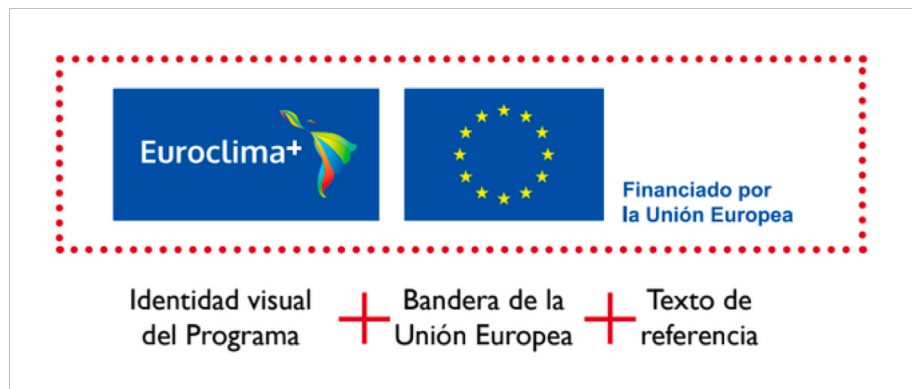 Euroclima+
Financiado por
la Unión Europea
Identidad visual
del Programa
+
Bandera de la
Unión Europea
+
Texto de
referencia